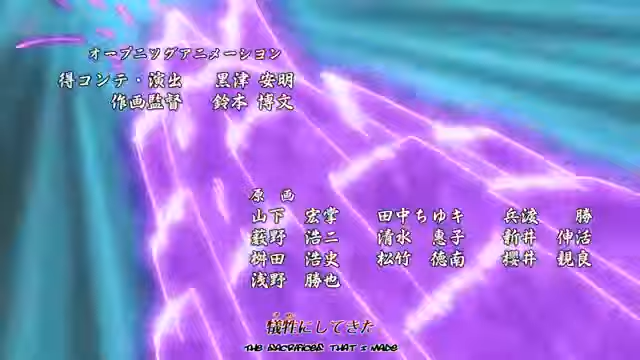 オープニングアニメーション
絵コンテ・演出 黒津 安明
作画監督 鈴木 博文
原 画
山下 宏掌 田中ちゆキ 兵渡 勝
薮野 浩二 清水 恵子 新井 伸浩
桝田 浩史 松竹 徳南 櫻井 親良
浅野 勝也
犠牲にしてきた
THE SACRIFICES THAT I MADE